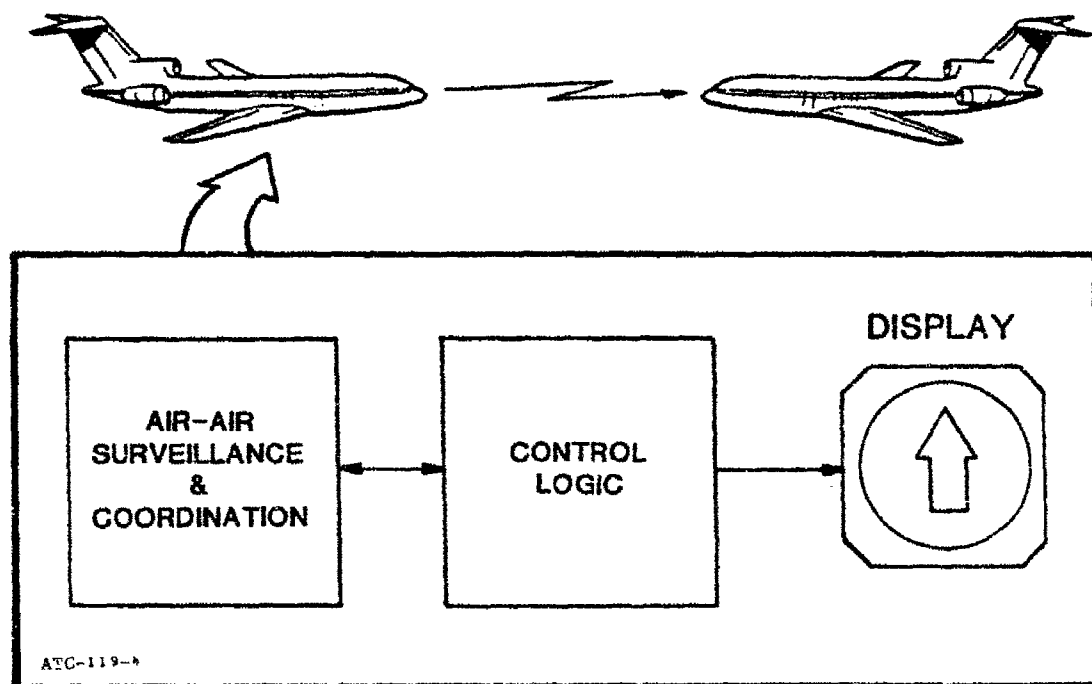 DISPLAY
AIR-AIR
SURVEILLANCE
&
COORDINATION
CONTROL
LOGIC
ATC-119-4